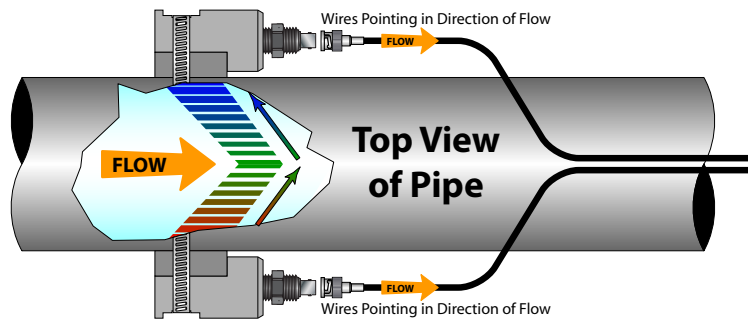 Wires Pointing in Direction of Flow
FLOW
FLOW
Top View
of Pipe
FLOW
Wires Pointing in Direction of Flow